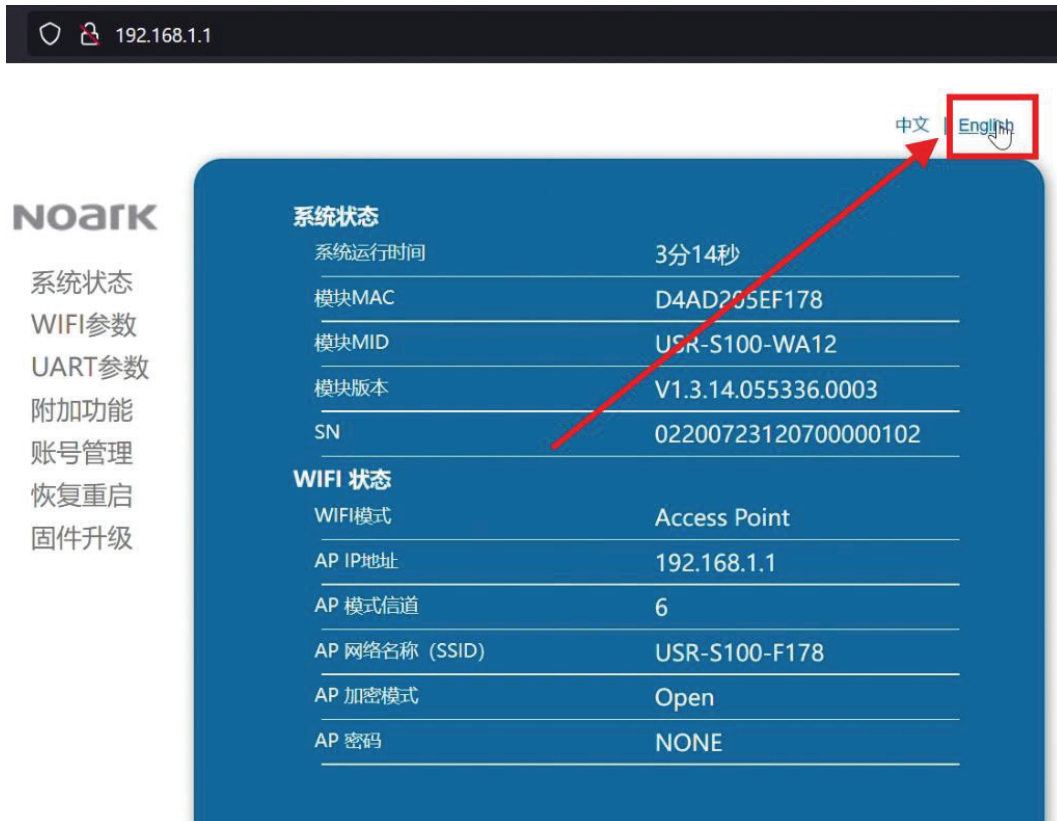 192.168.1.1
中文 | English
NOARK
系统状态
WIFI参数
UART参数
附加功能
账号管理
恢复重启
固件升级
系统状态
系统运行时间 3分14秒
模块MAC D4AD205EF178
模块MID USR-S100-WA12
模块版本 V1.3.14.055336.0003
SN 02200723120700000102
WIFI 状态
WIFI模式 Access Point
AP IP地址 192.168.1.1
AP 模式信道 6
AP 网络名称（SSID） USR-S100-F178
AP 加密模式 Open
AP 密码 NONE